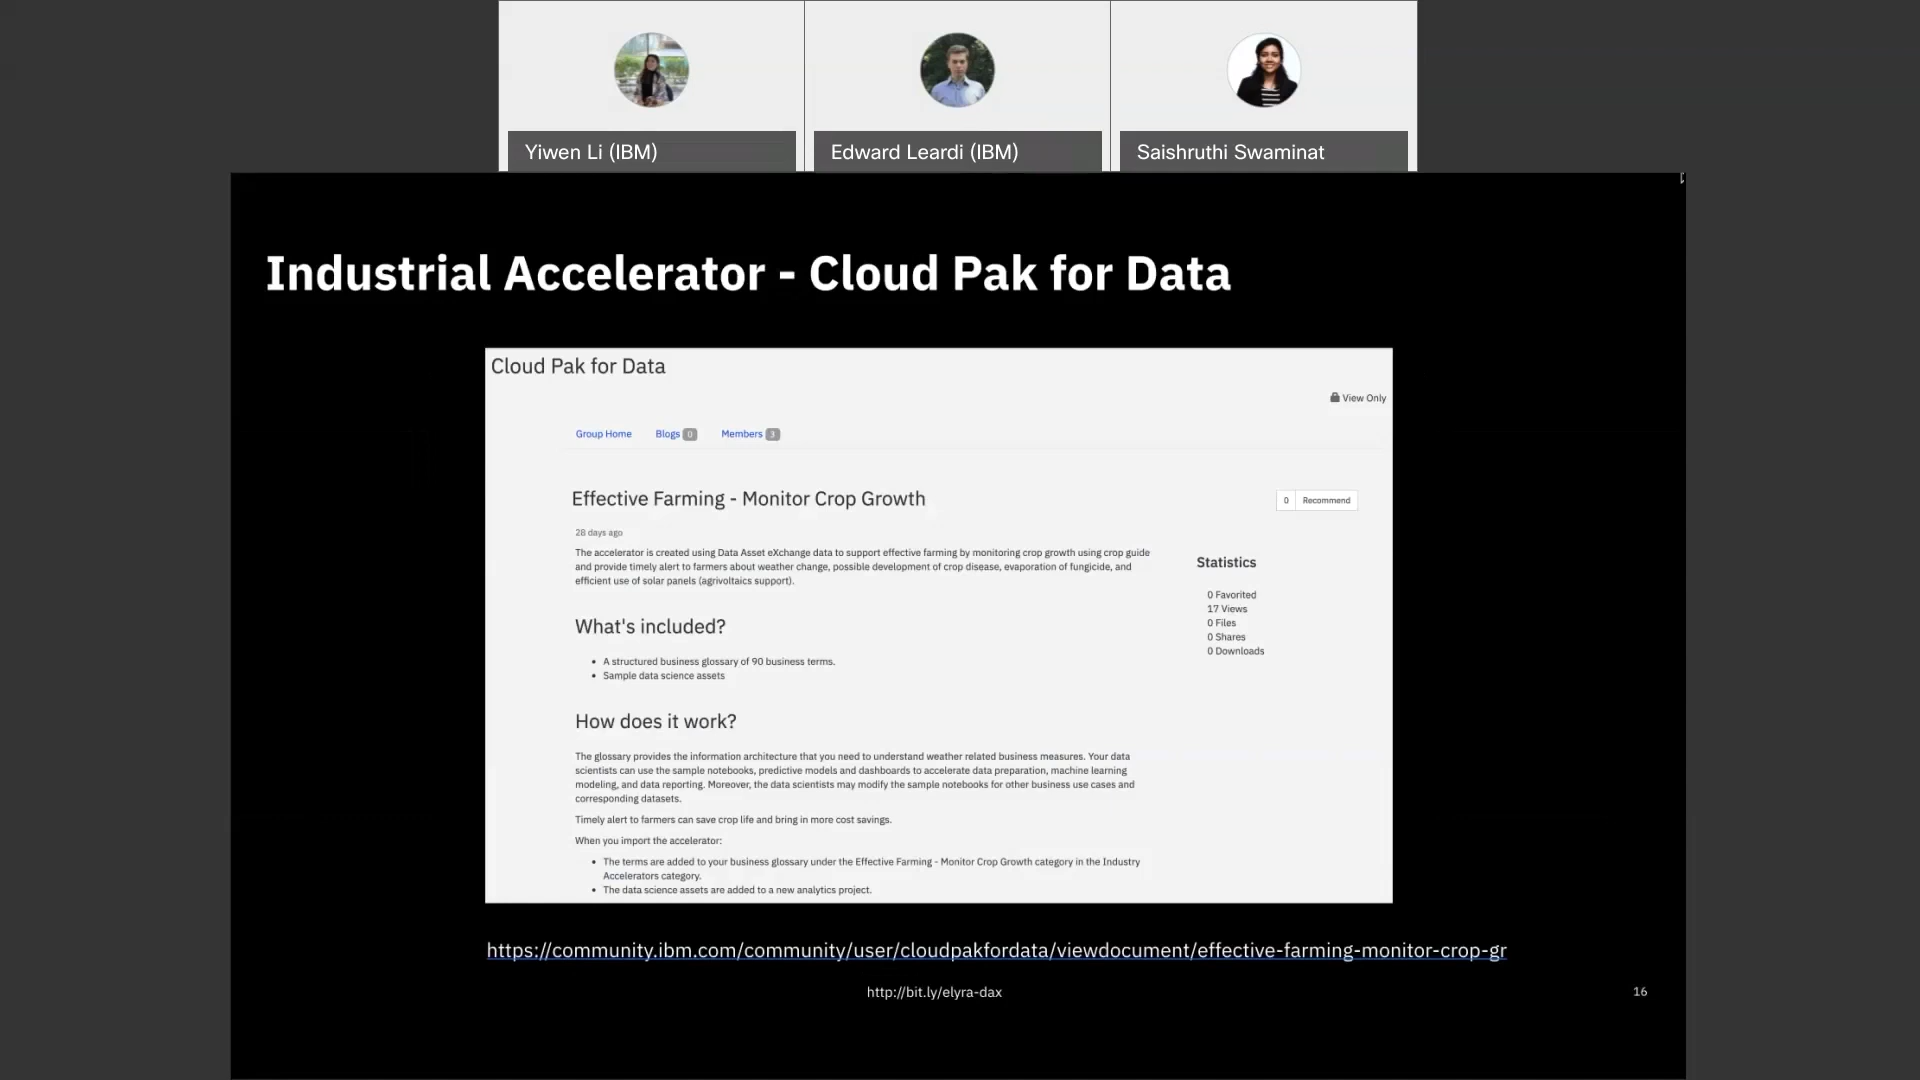 Yiwen Li (IBM)
Edward Leardi (IBM)
Saishruthi Swaminat
Industrial Accelerator - Cloud Pak for Data
Cloud Pak for Data
View Only
Group Home Blogs 0 Members 3
Effective Farming - Monitor Crop Growth
0 Recommend
28 days ago
The accelerator is created using Data Asset eXchange data to support effective farming by monitoring crop growth using crop guide
and provide timely alert to farmers about weather change, possible development of crop disease, evaporation of fungicide, and
efficient use of solar panels (agrivoltaics support).
Statistics
0 Favorited
17 Views
0 Files
0 Shares
0 Downloads
What's included?
• A structured business glossary of 90 business terms.
• Sample data science assets
How does it work?
The glossary provides the information architecture that you need to understand weather related business measures. Your data
scientists can use the sample notebooks, predictive models and dashboards to accelerate data preparation, machine learning
modeling, and data reporting. Moreover, the data scientists may modify the sample notebooks for other business use cases and
corresponding datasets.
Timely alert to farmers can save crop life and bring in more cost savings.
When you import the accelerator:
• The terms are added to your business glossary under the Effective Farming - Monitor Crop Growth category in the Industry
Accelerators category.
• The data science assets are added to a new analytics project.
https://community.ibm.com/community/user/cloudpakfordata/viewdocument/effective-farming-monitor-crop-gr
http://bit.ly/elyra-dax
16